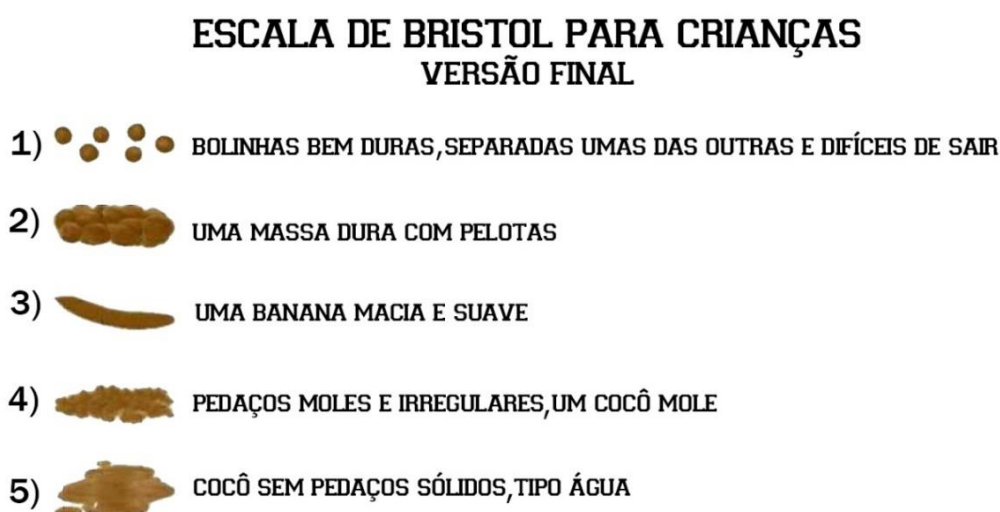 ESCALA DE BRISTOL PARA CRIANÇAS
VERSÃO FINAL
1) BOLINHAS BEM DURAS,SEPARADAS UMAS DAS OUTRAS E DIFÍCEIS DE SAIR
2) UMA MASSA DURA COM PELOTAS
3) UMA BANANA MACIA E SUAVE
4) PEDAÇOS MOLES E IRREGULARES,UM COCÔ MOLE
5) COCÔ SEM PEDAÇOS SÓLIDOS,TIPO ÁGUA